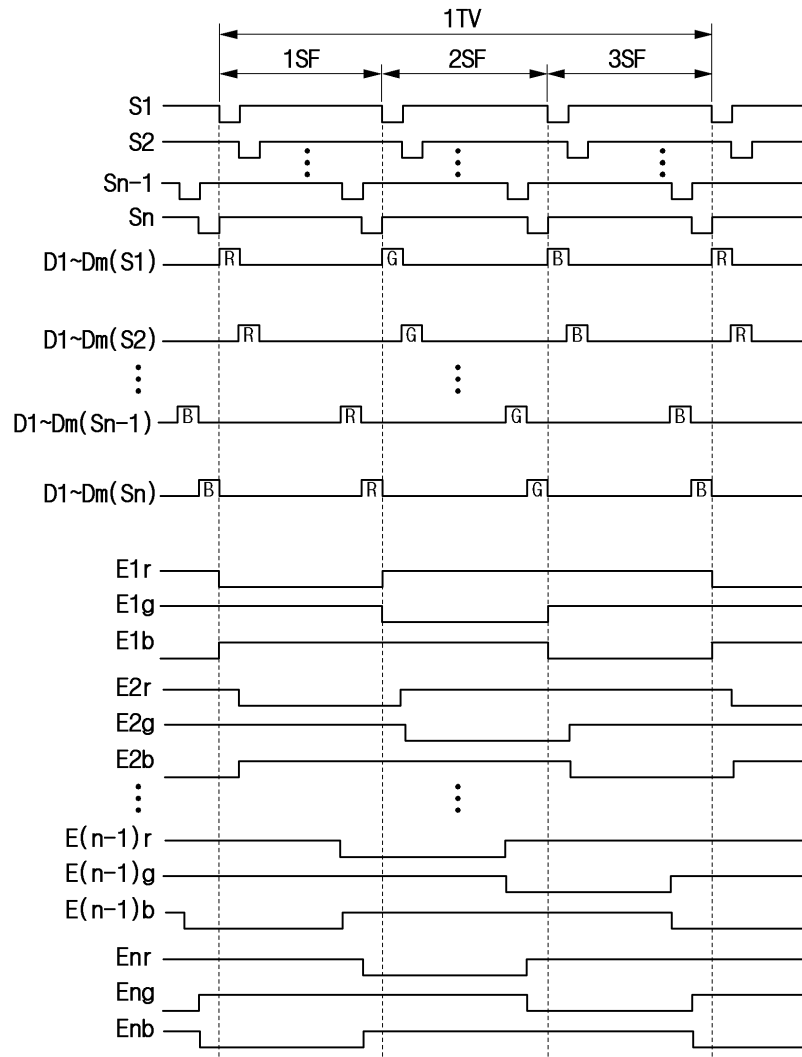 1TV
1SF 2SF 3SF
S1
S2
Sn-1
Sn
D1~Dm(S1) R G B R
D1~Dm(S2) R G B R
D1~Dm(Sn-1) B R G B
D1~Dm(Sn) B R G B
E1r
E1g
E1b
E2r
E2g
E2b
E(n-1)r
E(n-1)g
E(n-1)b
Enr
Eng
Enb